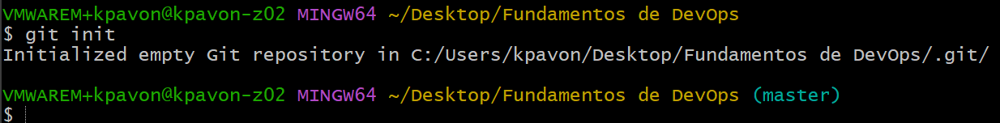 VMWAREM+kpavon@kpavon-z02 MINGW64 ~/Desktop/Fundamentos de DevOps
$ git init
Initialized empty Git repository in C:/Users/kpavon/Desktop/Fundamentos de DevOps/.git/
VMWAREM+kpavon@kpavon-z02 MINGW64 ~/Desktop/Fundamentos de DevOps (master)
$